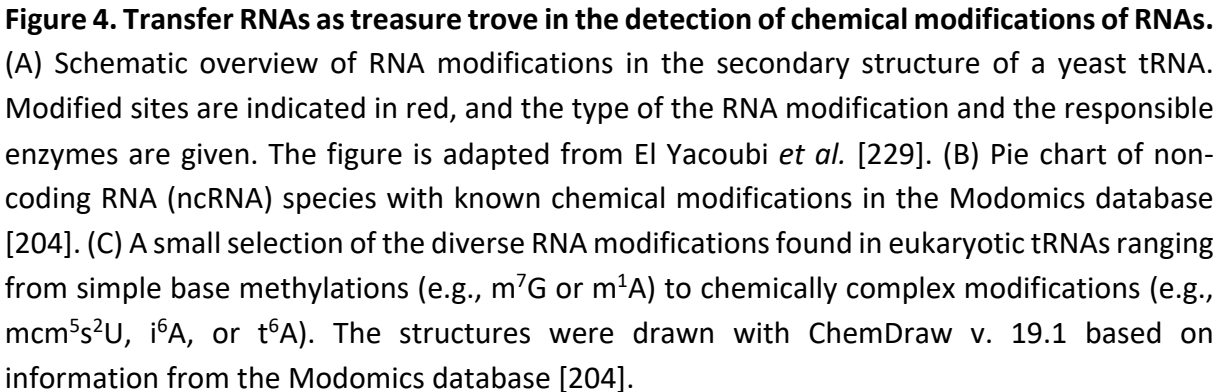 Figure 4. Transfer RNAs as treasure trove in the detection of chemical modifications of RNAs.
(A) Schematic overview of RNA modifications in the secondary structure of a yeast tRNA.
Modified sites are indicated in red, and the type of the RNA modification and the responsible
enzymes are given. The figure is adapted from El Yacoubi et al. [229]. (B) Pie chart of non-
coding RNA (ncRNA) species with known chemical modifications in the Modomics database
[204]. (C) A small selection of the diverse RNA modifications found in eukaryotic tRNAs ranging
from simple base methylations (e.g., m⁷G or m¹A) to chemically complex modifications (e.g.,
mcm⁵s²U, i⁶A, or t⁶A). The structures were drawn with ChemDraw v. 19.1 based on
information from the Modomics database [204].